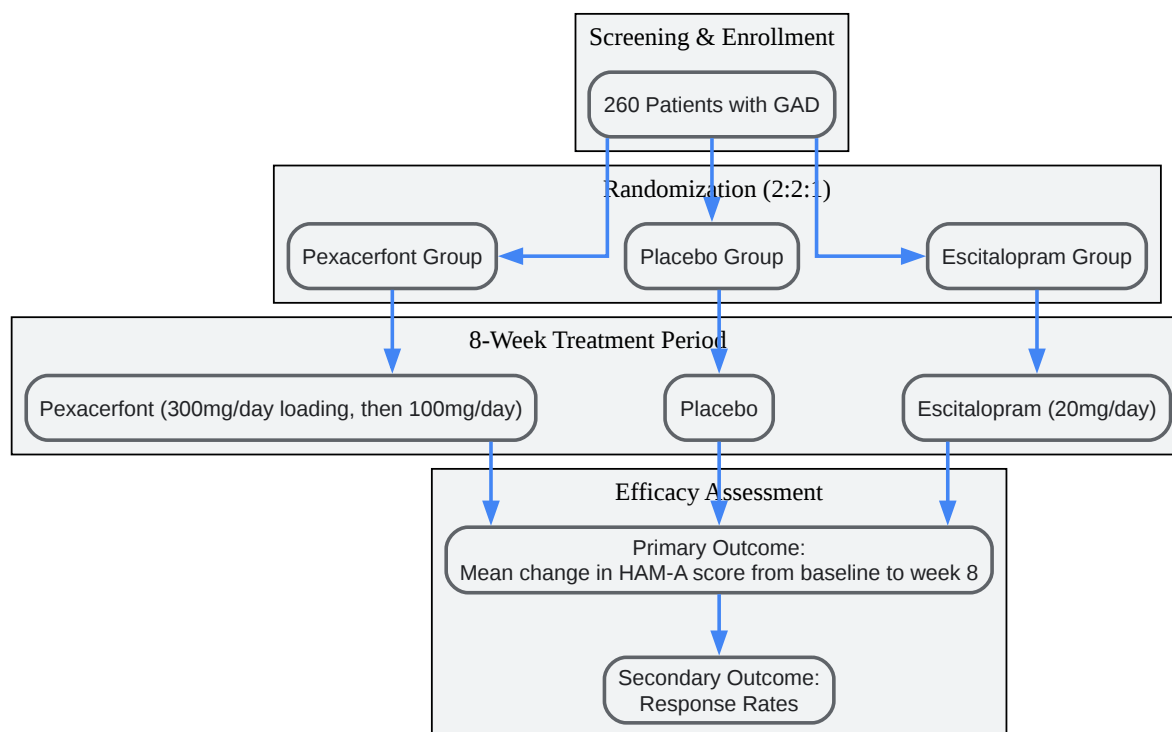 Screening & Enrollment
260 Patients with GAD
Randomization (2:2:1)
Pexacerfont Group
Placebo Group
Escitalopram Group
8-Week Treatment Period
Pexacerfont (300mg/day loading, then 100mg/day)
Placebo
Escitalopram (20mg/day)
Efficacy Assessment
Primary Outcome:
Mean change in HAM-A score from baseline to week 8
Secondary Outcome:
Response Rates